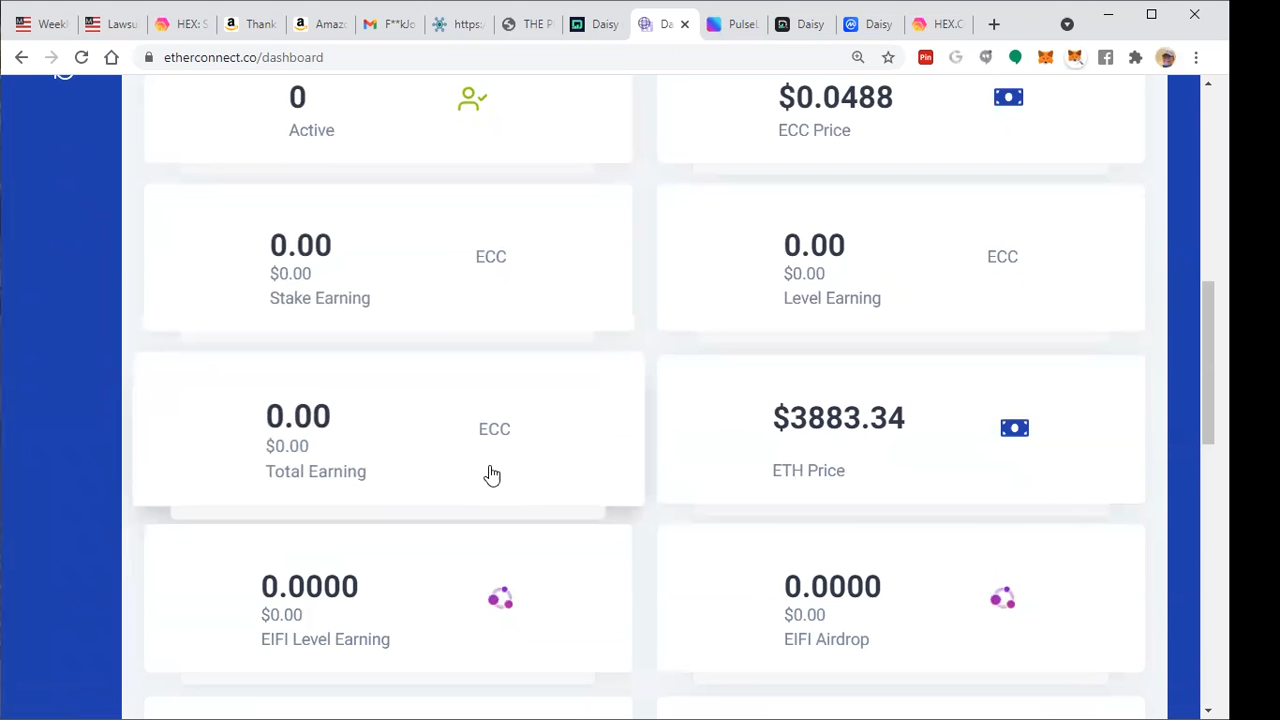 Weekl
Lawsu
HEX: S
Thank
Amaz
F**kJo
https:
THE P
Daisy
Da
Pulsel
Daisy
Daisy
HEX.C
etherconnect.co/dashboard
0
Active
$0.0488
ECC Price
0.00
$0.00
Stake Earning
ECC
0.00
$0.00
Level Earning
ECC
0.00
$0.00
Total Earning
ECC
$3883.34
ETH Price
0.0000
$0.00
EIFI Level Earning
0.0000
$0.00
EIFI Airdrop